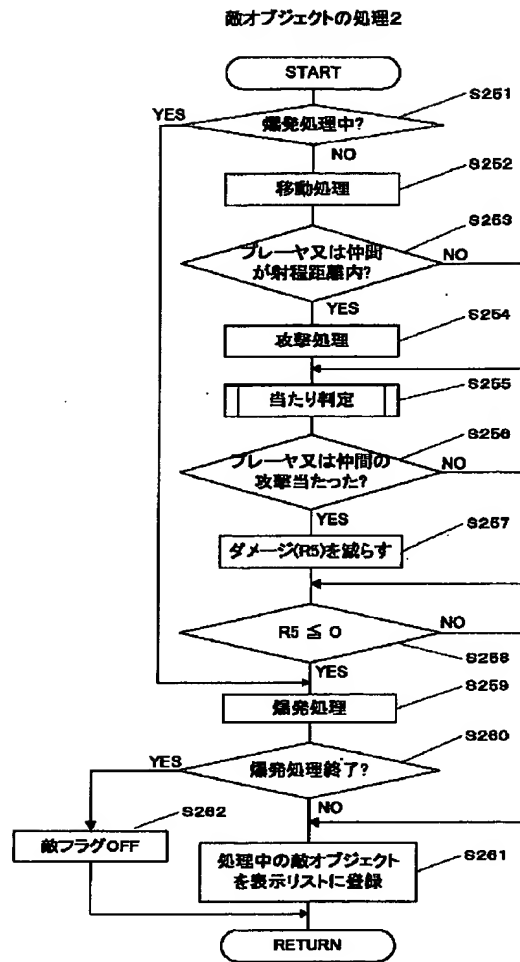 敵オブジェクトの処理2
START
S251
YES
爆発処理中?
NO
S252
移動処理
S253
プレーヤ又は仲間
が射程距離内?
NO
YES
S254
攻撃処理
S255
当たり判定
S256
プレーヤ又は仲間の
攻撃当たった?
NO
YES
S257
ダメージ(R5)を減らす
R5 ≦ 0
NO
S258
YES
S259
爆発処理
S260
YES
爆発処理終了?
S262
NO
敵フラグOFF
処理中の敵オブジェクト
を表示リストに登録
S261
RETURN